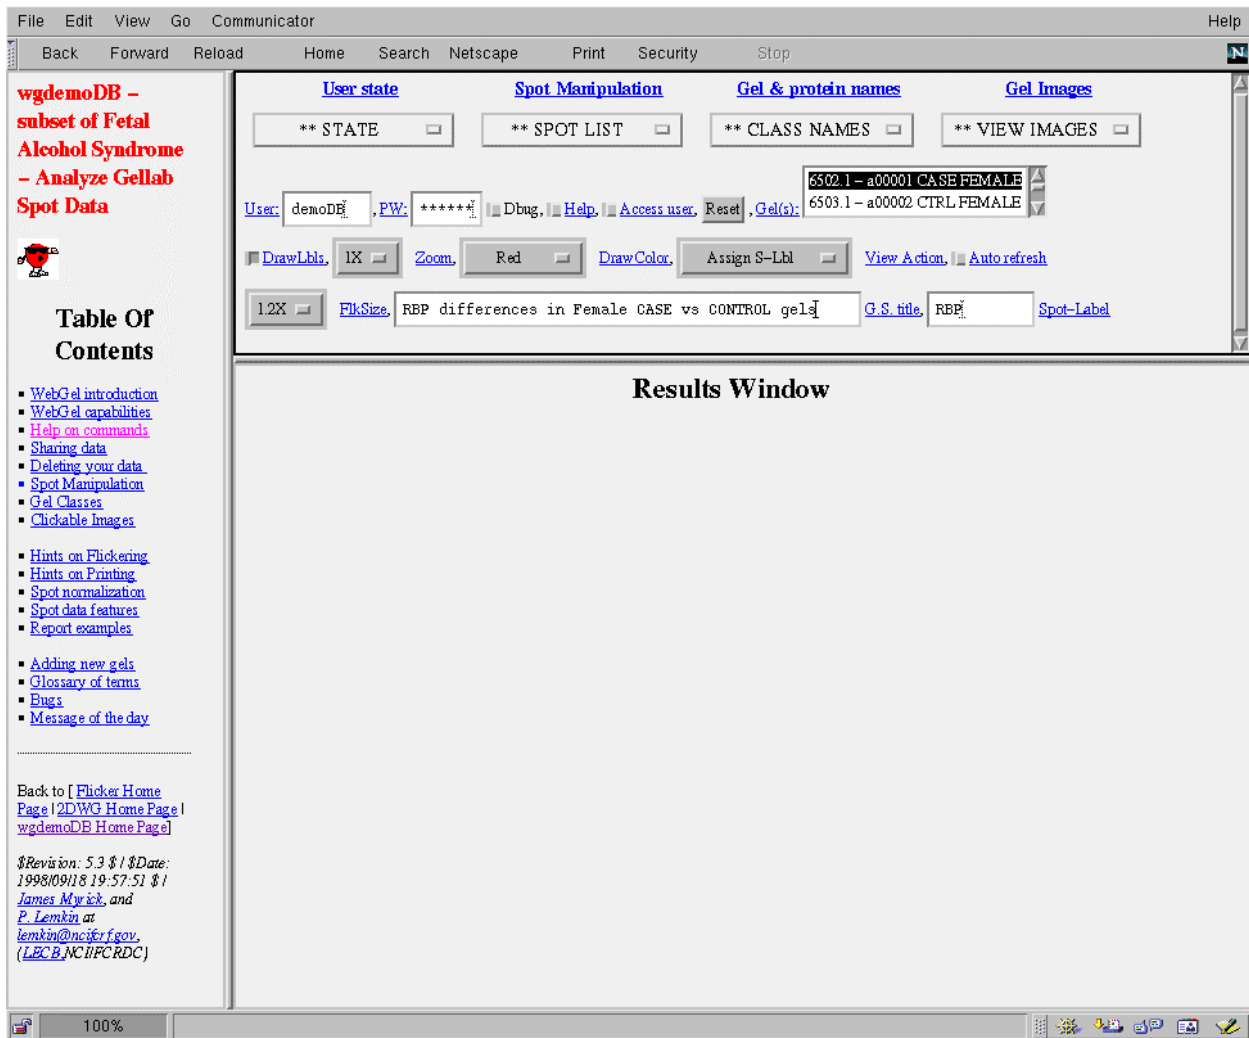 File Edit View Go Communicator Help
Back Forward Reload Home Search Netscape Print Security Stop
N
wgdemoDB –
subset of Fetal
Alcohol Syndrome
– Analyze Gellab
Spot Data
Table Of
Contents
WebGel introduction
WebGel capabilities
Help on commands
Sharing data
Deleting your data
Spot Manipulation
Gel Classes
Clickable Images
Hints on Flickering
Hints on Printing
Spot normalization
Spot data features
Report examples
Adding new gels
Glossary of terms
Bugs
Message of the day
Back to [ Flicker Home
Page | 2DWG Home Page |
wgdemoDB Home Page]
$Revision: 5.3 $ / $Date:
1998/09/18 19:57:51 $ /
James Myrick, and
P. Lemkin at
lemkin@ncifcrf.gov,
(LECB,NCI/FCRDC)
User state Spot Manipulation Gel & protein names Gel Images
** STATE ** SPOT LIST ** CLASS NAMES ** VIEW IMAGES
6502.1 – a00001 CASE FEMALE
User: demoDB , PW: ****** Dbug, Help, Access user, Reset , Gel(s): 6503.1 – a00002 CTRL FEMALE
DrawLbls, 1X Zoom, Red DrawColor, Assign S–Lbl View Action, Auto refresh
1.2X FlkSize, RBP differences in Female CASE vs CONTROL gels G.S. title, RBP Spot–Label
Results Window
100%